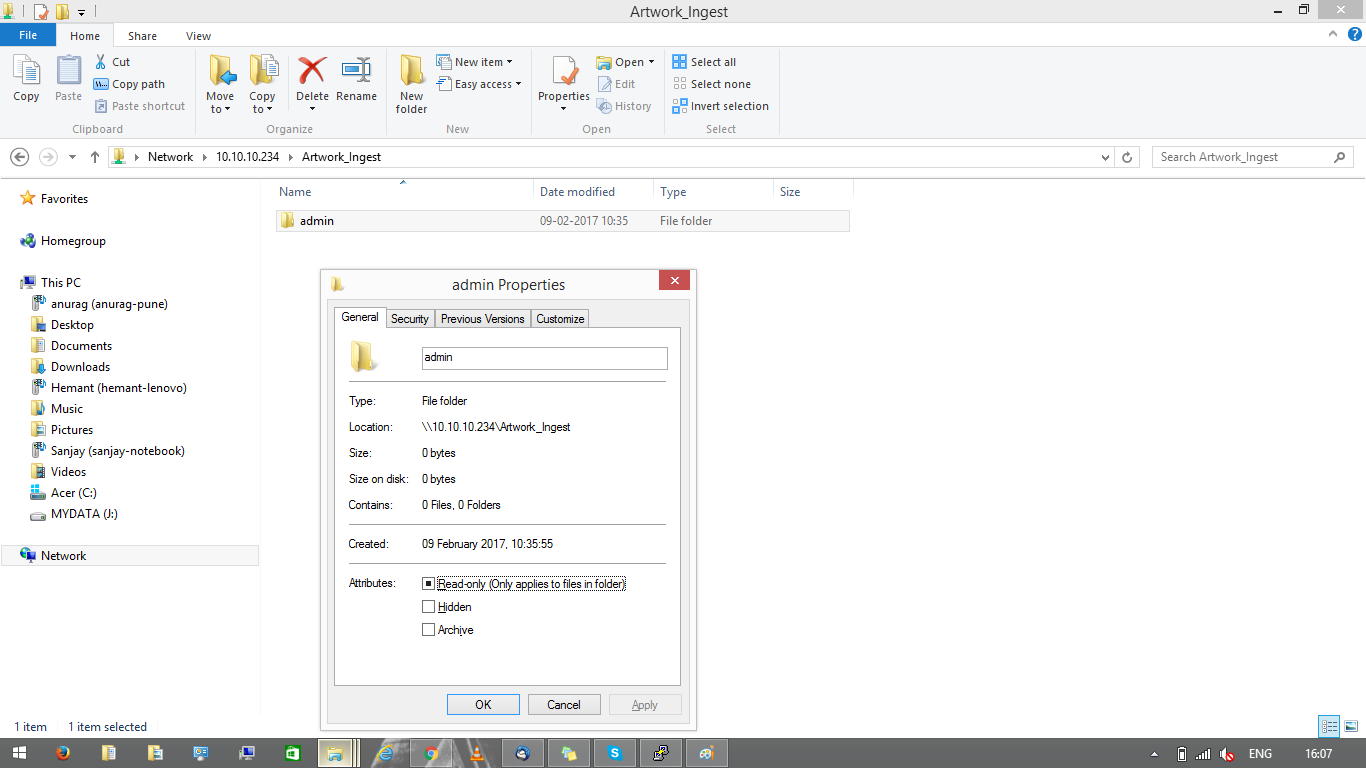 Artwork_Ingest
File Home Share View
Copy
Paste
Cut
Copy path
Paste shortcut
Clipboard
Move to
Copy to
Delete
Rename
Organize
New folder
New item
Easy access
New
Properties
Open
Edit
History
Open
Select all
Select none
Invert selection
Select
Network 10.10.10.234 Artwork_Ingest
Search Artwork_Ingest
Name Date modified Type Size
admin 09-02-2017 10:35 File folder
Favorites
Homegroup
This PC
anurag (anurag-pune)
Desktop
Documents
Downloads
Hemant (hemant-lenovo)
Music
Pictures
Sanjay (sanjay-notebook)
Videos
Acer (C:)
MYDATA (J:)
Network
admin Properties
General Security Previous Versions Customize
admin
Type: File folder
Location: \\10.10.10.234\Artwork_Ingest
Size: 0 bytes
Size on disk: 0 bytes
Contains: 0 Files, 0 Folders
Created: 09 February 2017, 10:35:55
Attributes: Read-only (Only applies to files in folder)
Hidden
Archive
OK Cancel Apply
1 item 1 item selected
ENG 16:07